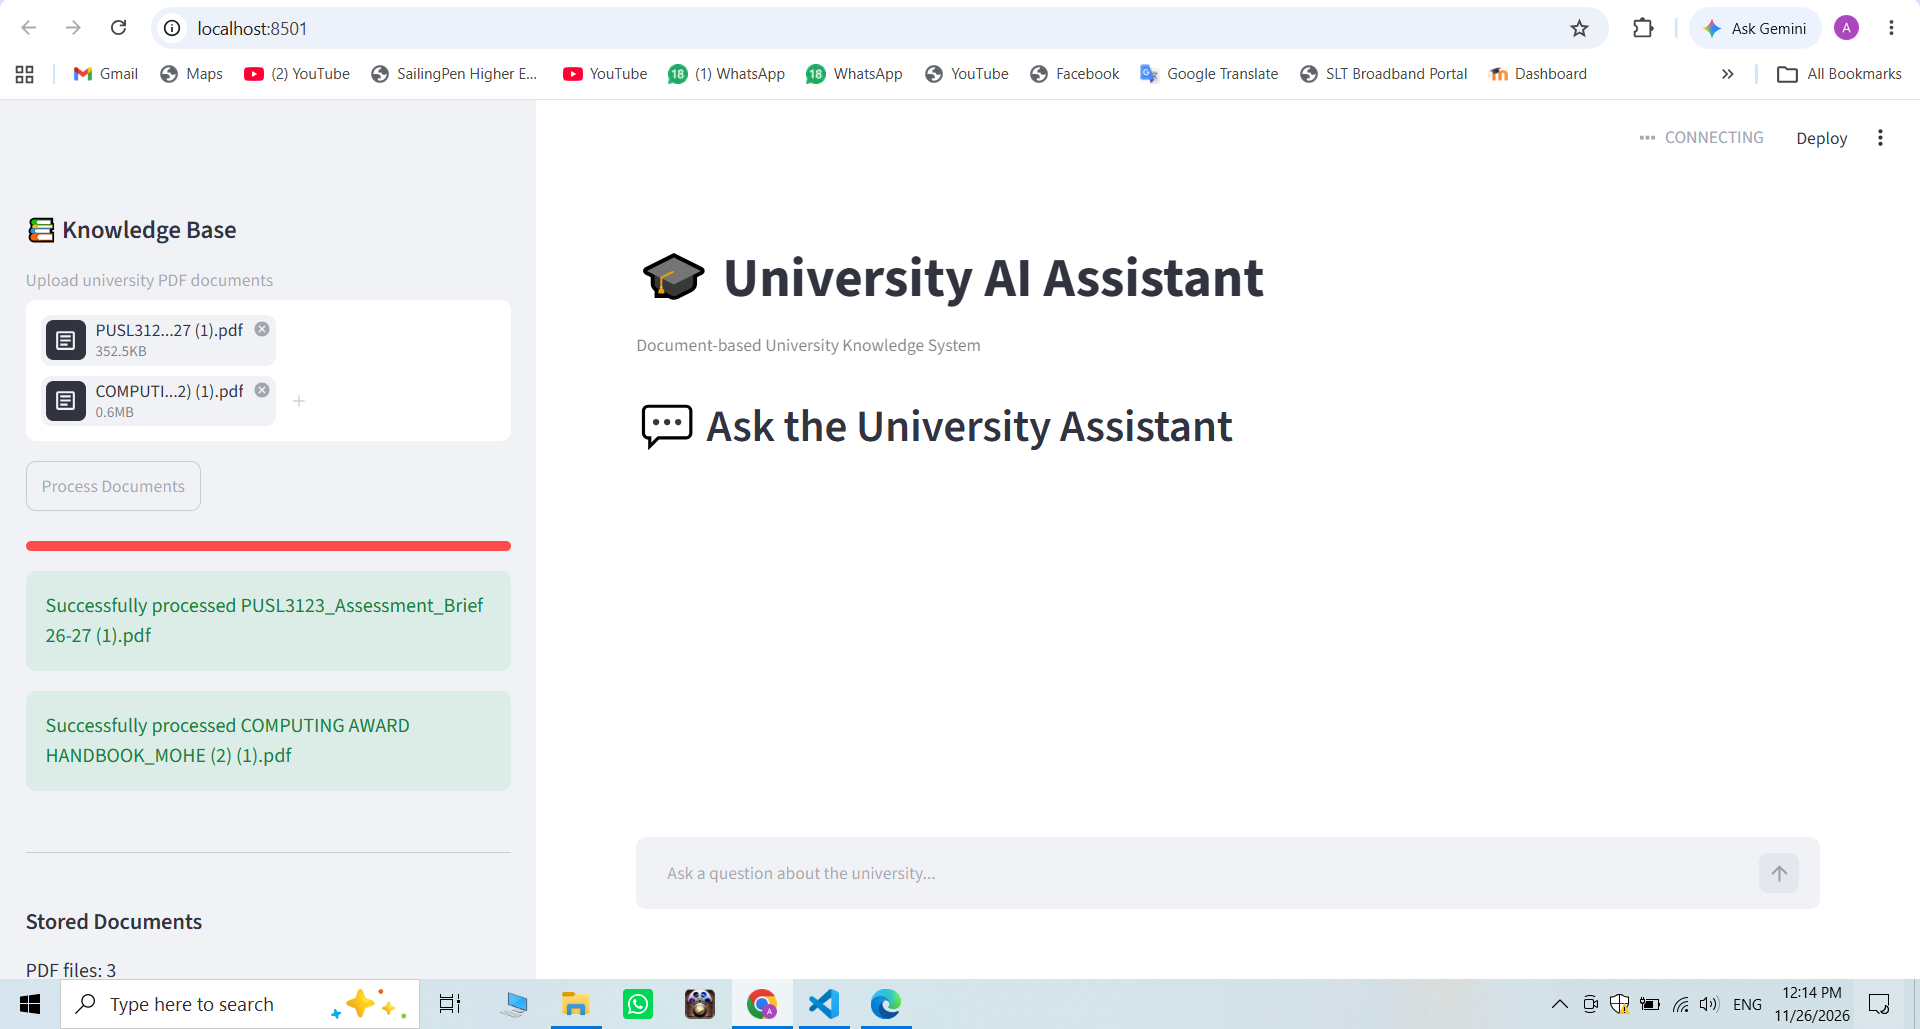 localhost:8501
Ask Gemini
A
Gmail
Maps
(2) YouTube
SailingPen Higher E...
YouTube
18
(1) WhatsApp
18
WhatsApp
YouTube
Facebook
Google Translate
SLT Broadband Portal
Dashboard
All Bookmarks
CONNECTING
Deploy
Knowledge Base
Upload university PDF documents
PUSL312...27 (1).pdf
352.5KB
COMPUTI...2) (1).pdf
0.6MB
Process Documents
Successfully processed PUSL3123_Assessment_Brief
26-27 (1).pdf
Successfully processed COMPUTING AWARD
HANDBOOK_MOHE (2) (1).pdf
Stored Documents
PDF files: 3
University AI Assistant
Document-based University Knowledge System
Ask the University Assistant
Ask a question about the university...
Type here to search
ENG
12:14 PM
11/26/2026